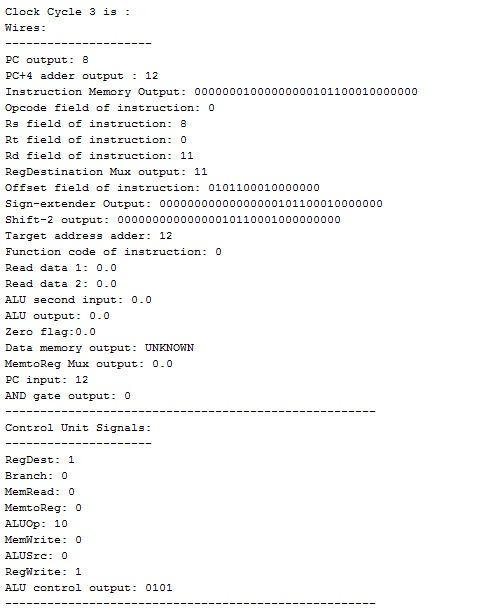 Clock Cycle 3 is :
Wires:
---------------------
PC output: 8
PC+4 adder output : 12
Instruction Memory Output: 00000001000000000101100010000000
Opcode field of instruction: 0
Rs field of instruction: 8
Rt field of instruction: 0
Rd field of instruction: 11
RegDestination Mux output: 11
Offset field of instruction: 0101100010000000
Sign-extender Output: 00000000000000000101100010000000
Shift-2 output: 00000000000000010110001000000000
Target address adder: 12
Function code of instruction: 0
Read data 1: 0.0
Read data 2: 0.0
ALU second input: 0.0
ALU output: 0.0
Zero flag:0.0
Data memory output: UNKNOWN
MemtoReg Mux output: 0.0
PC input: 12
AND gate output: 0
-----------------------------------------------------
Control Unit Signals:
---------------------
RegDest: 1
Branch: 0
MemRead: 0
MemtoReg: 0
ALUOp: 10
MemWrite: 0
ALUSrc: 0
RegWrite: 1
ALU control output: 0101
-----------------------------------------------------